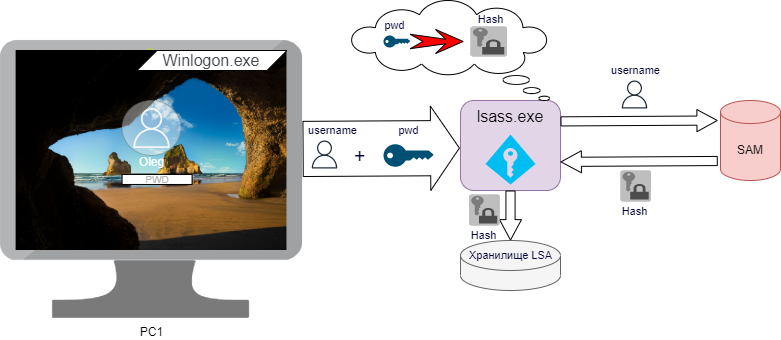 pwd
Hash
Winlogon.exe
username
lsass.exe
username
pwd
Oleg
+
SAM
PWD
Hash
Hash
Хранилище LSA
PC1